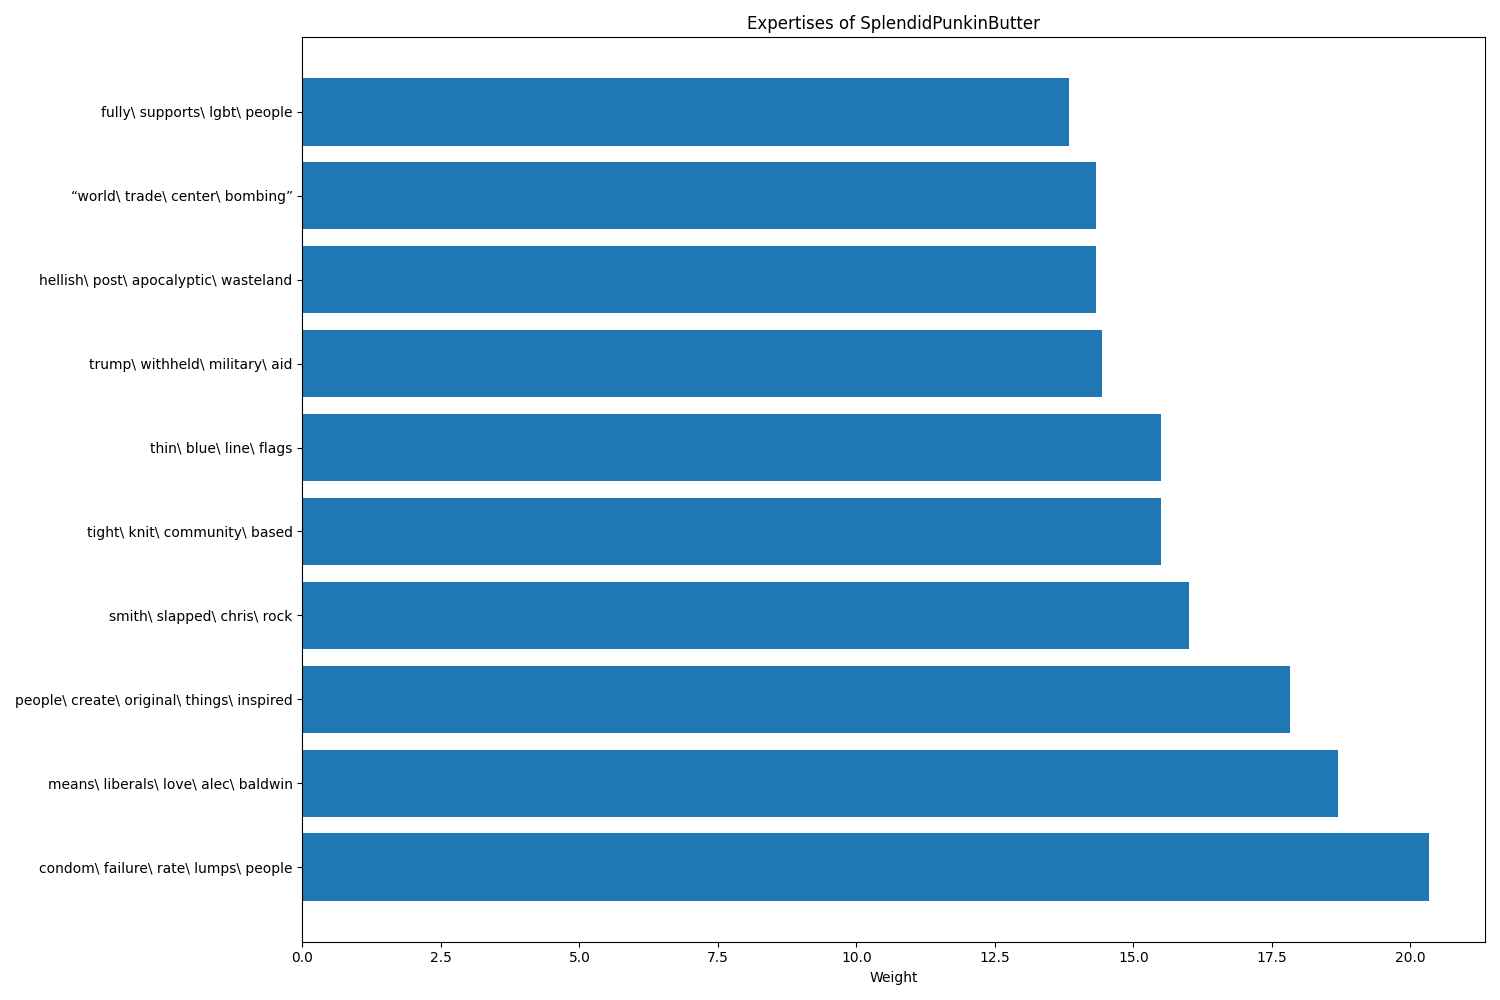 Expertises of SplendidPunkinButter
fully\ supports\ lgbt\ people
“world\ trade\ center\ bombing”
hellish\ post\ apocalyptic\ wasteland
trump\ withheld\ military\ aid
thin\ blue\ line\ flags
tight\ knit\ community\ based
smith\ slapped\ chris\ rock
people\ create\ original\ things\ inspired
means\ liberals\ love\ alec\ baldwin
condom\ failure\ rate\ lumps\ people
0.0 2.5 5.0 7.5 10.0 12.5 15.0 17.5 20.0
Weight